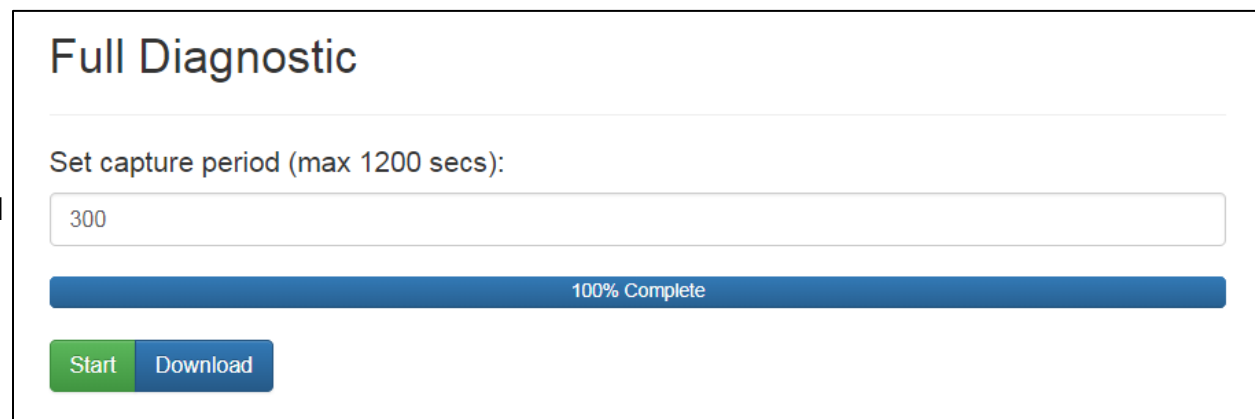 Full Diagnostic
Set capture period (max 1200 secs):
300
100% Complete
Start Download